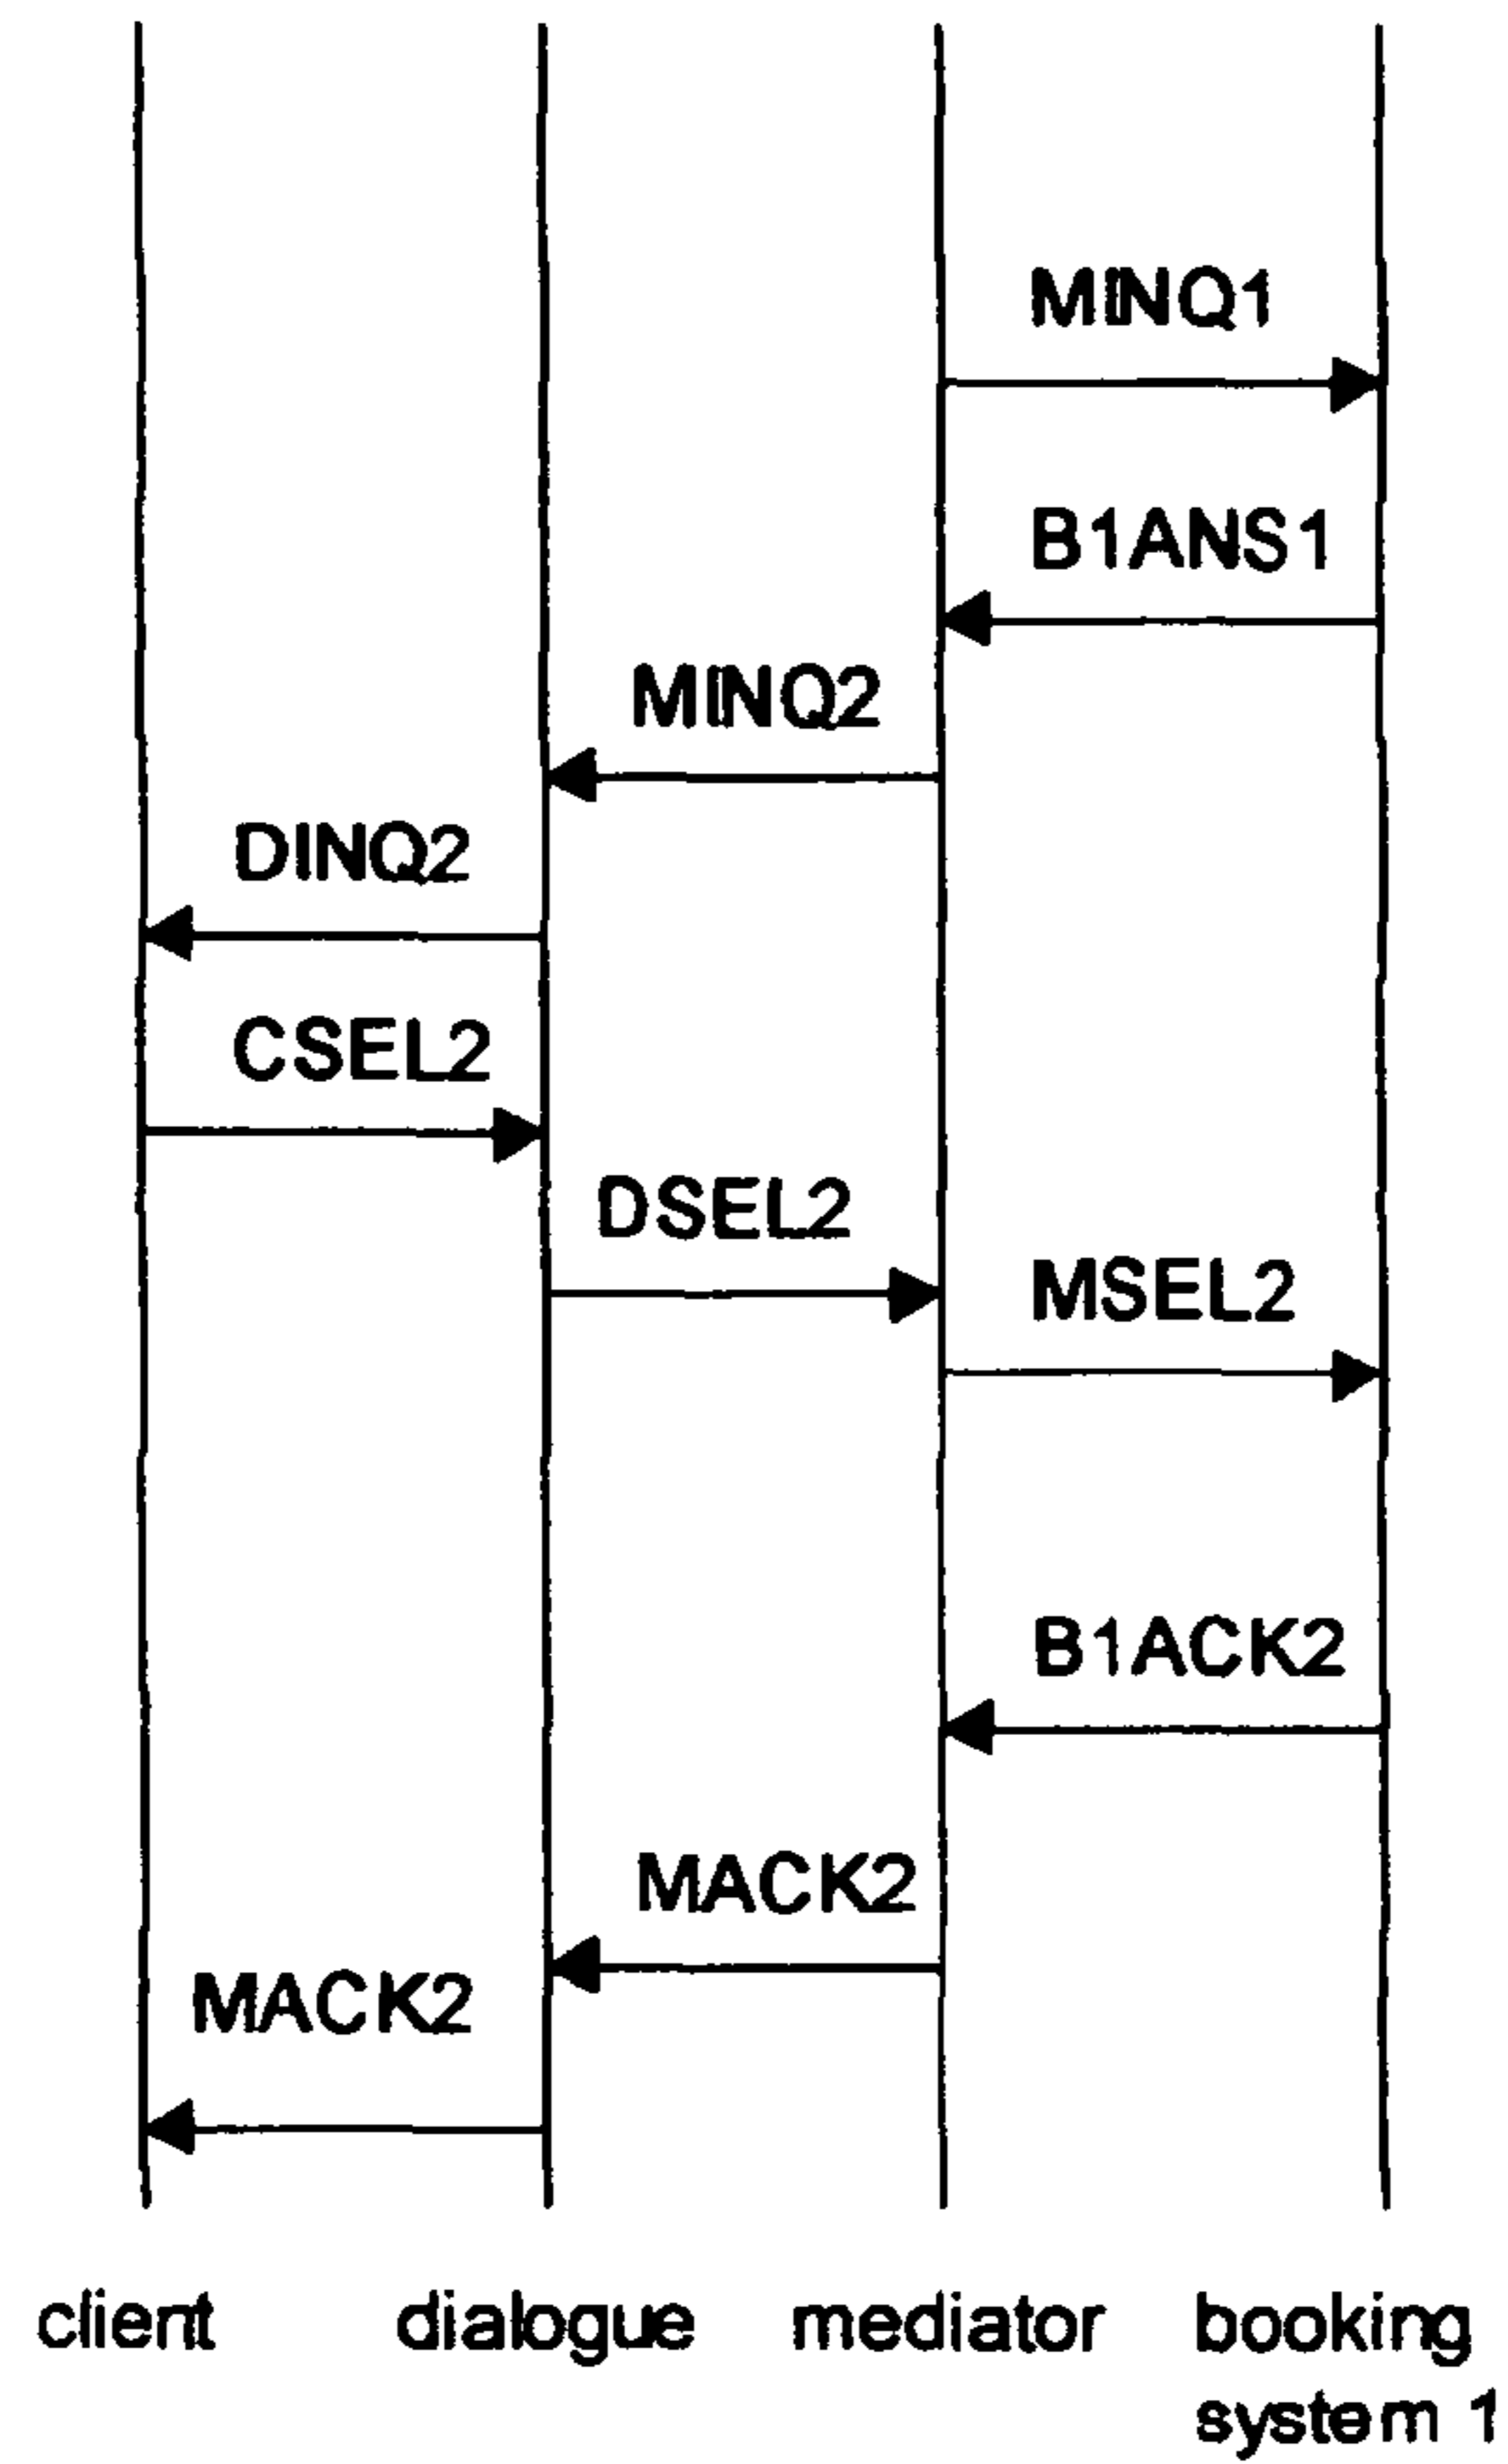 MINQ1
B1ANS1
MINQ2
DINQ2
CSEL2
DSEL2
MSEL2
B1ACK2
MACK2
MACK2
client dialogue mediator booking
system 1